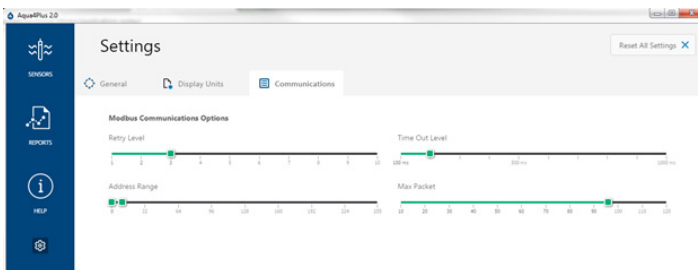 Aqua4Plus 2.0
Settings
Reset All Settings
SENSORS
General
Display Units
Communications
Modbus Communications Options
REPORTS
Retry Level
1 2 3 4 5 6 7 8 9 10
Time Out Level
100 ms 500 ms 1000 ms
Address Range
0 32 64 96 128 160 192 224 255
Max Packet
10 20 30 40 50 60 70 80 90 100 110 120
HELP